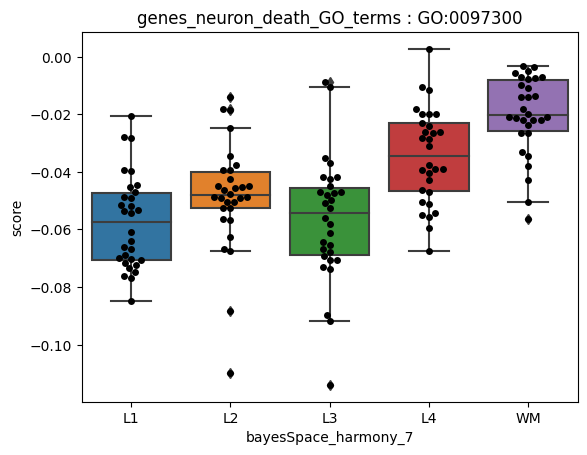 genes_neuron_death_GO_terms : GO:0097300
0.00
−0.02
−0.04
−0.06
−0.08
−0.10
score
L1 L2 L3 L4 WM
bayesSpace_harmony_7